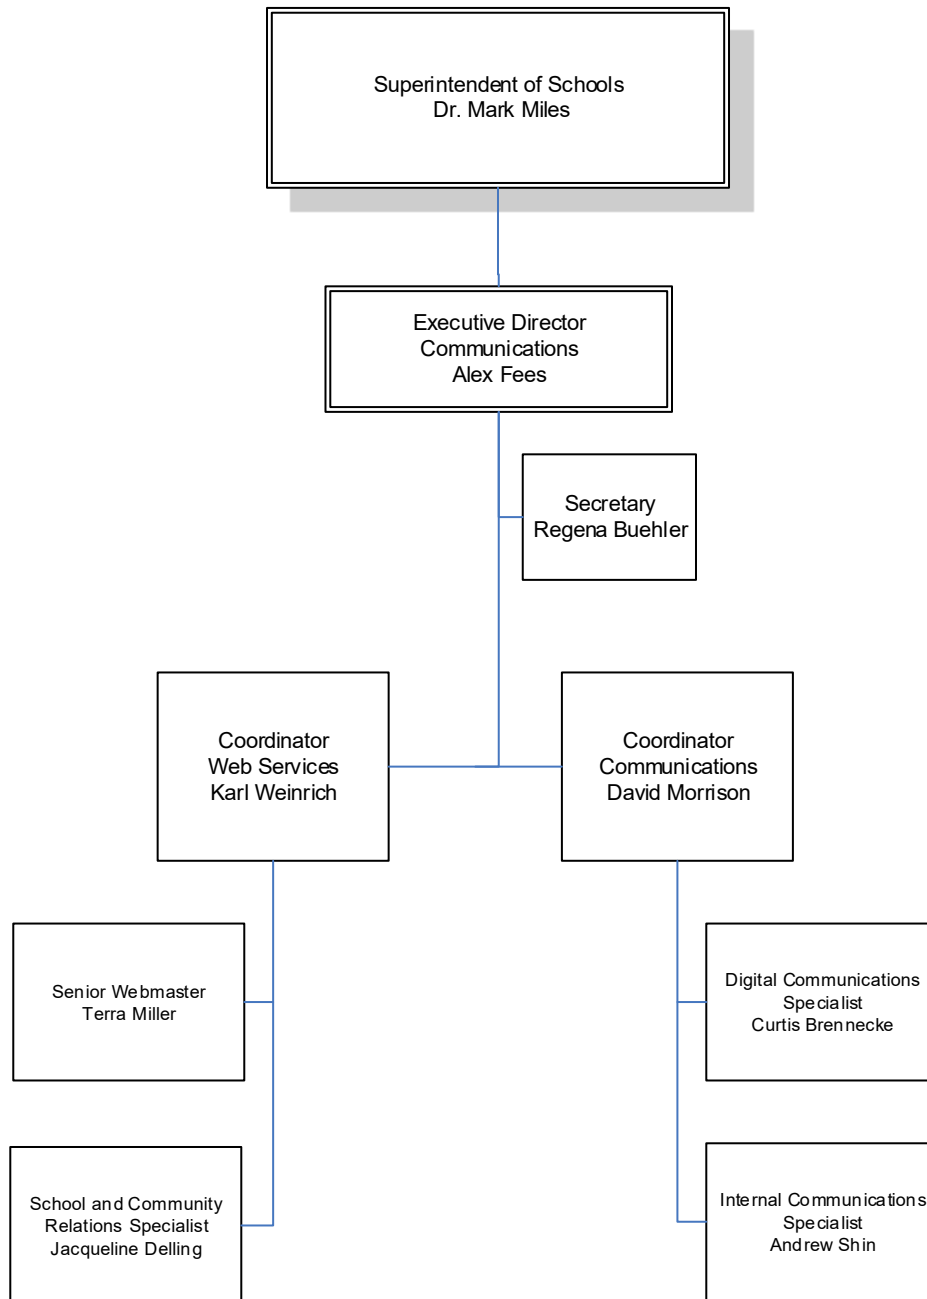 Superintendent of Schools
Dr. Mark Miles
Executive Director
Communications
Alex Fees
Secretary
Regena Buehler
Coordinator
Web Services
Karl Weinrich
Coordinator
Communications
David Morrison
Senior Webmaster
Terra Miller
Digital Communications
Specialist
Curtis Brennecke
School and Community
Relations Specialist
Jacqueline Delling
Internal Communications
Specialist
Andrew Shin